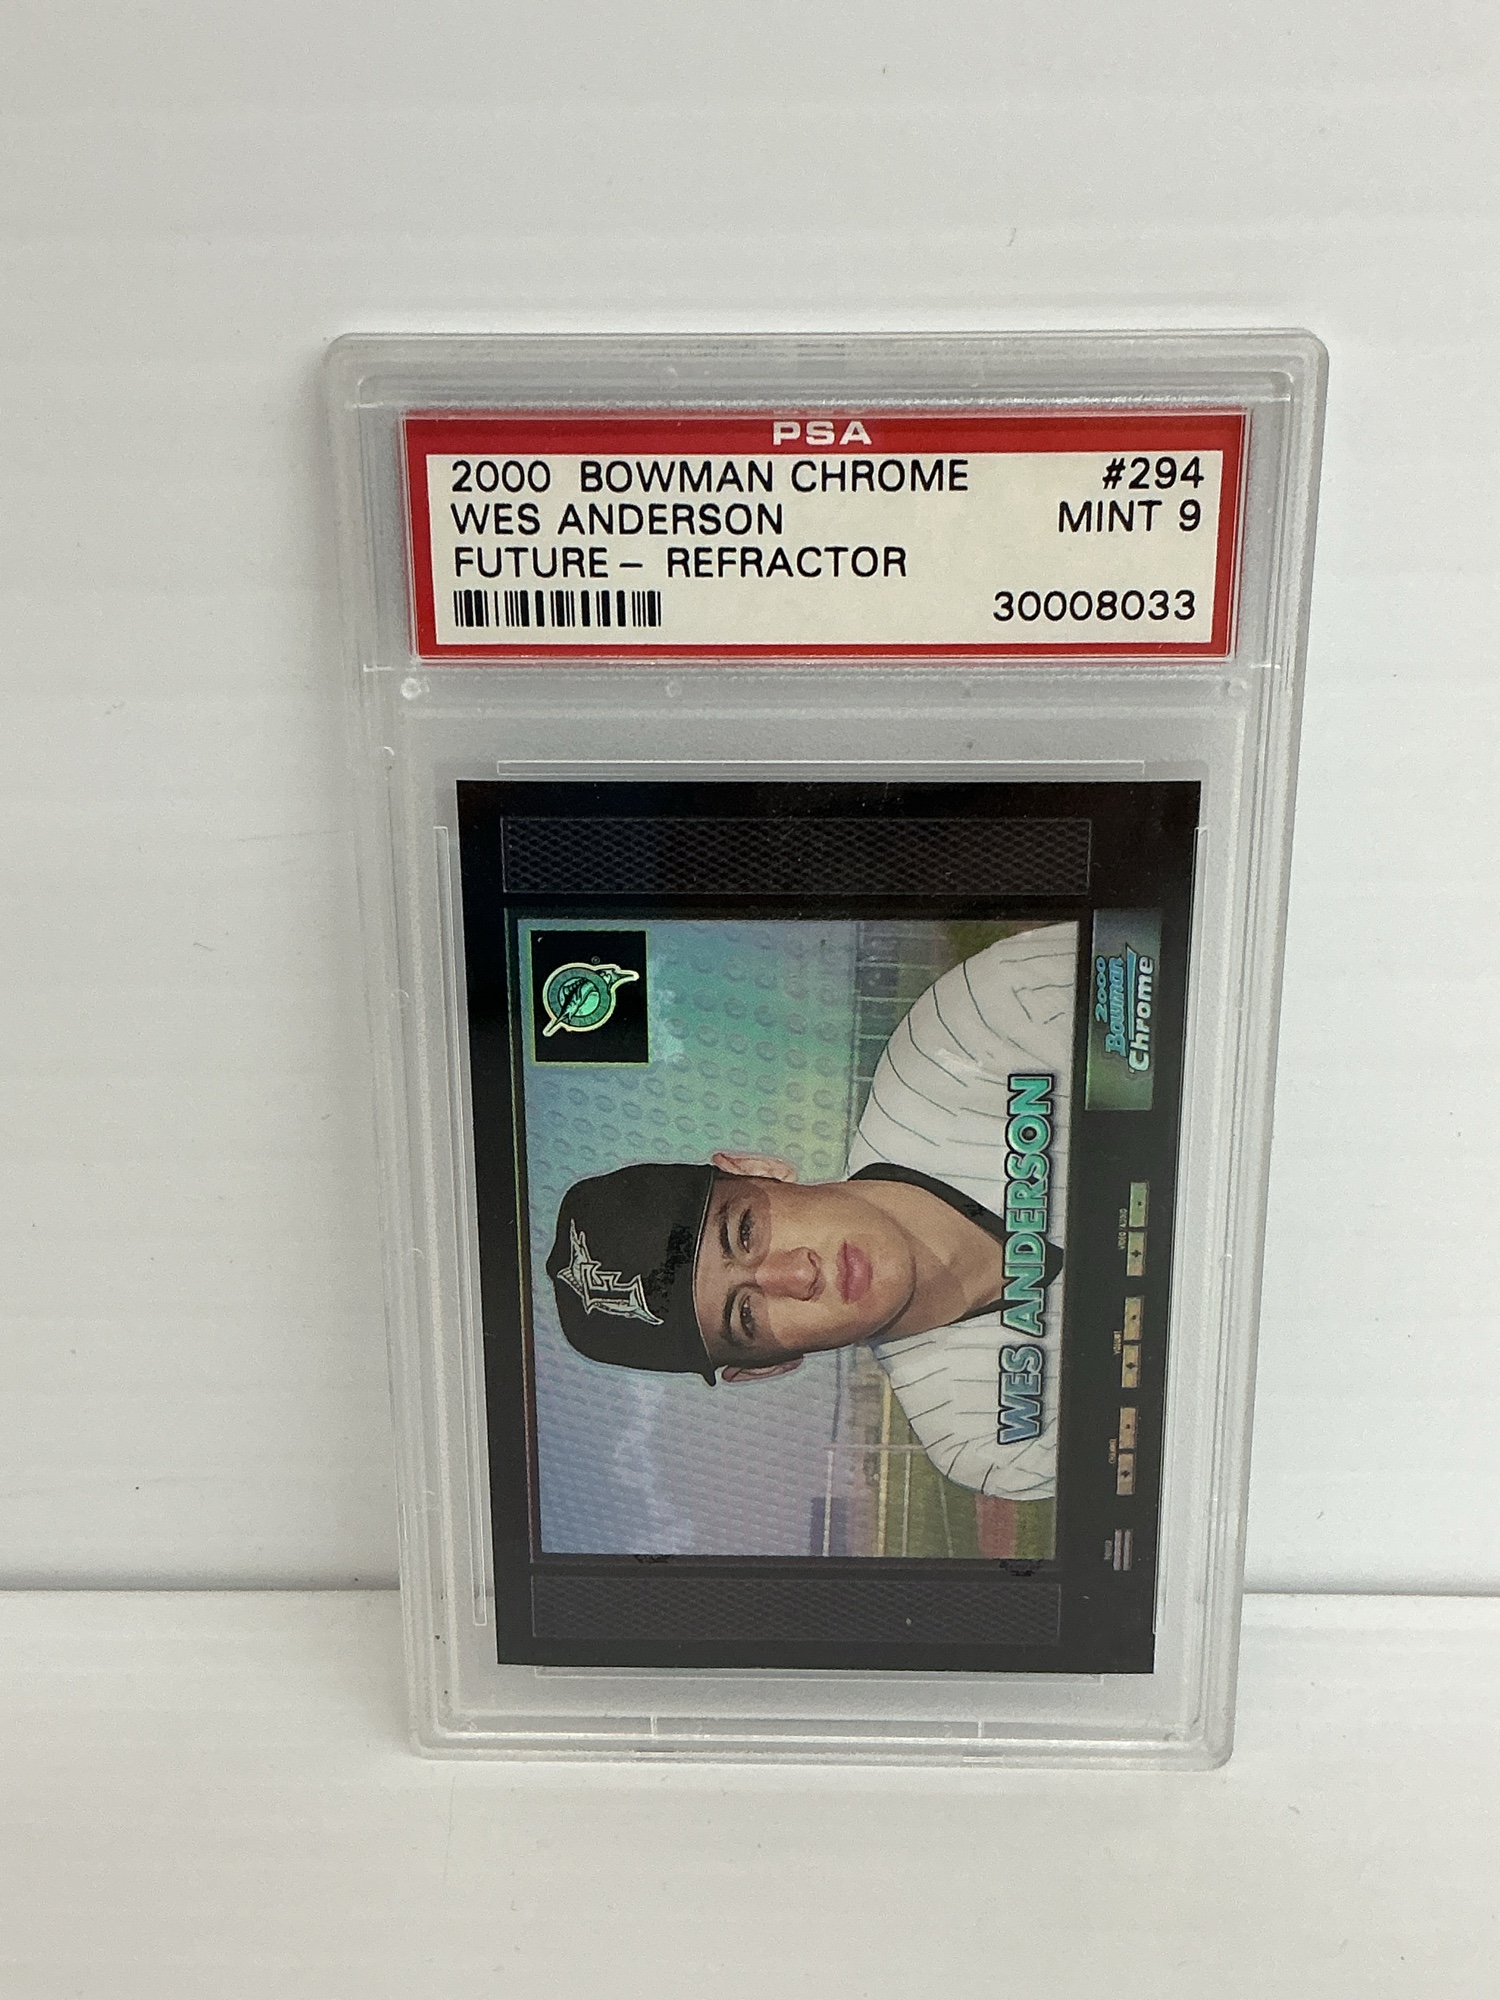 PSA
2000 BOWMAN CHROME #294
WES ANDERSON MINT 9
FUTURE - REFRACTOR
30008033
2000
Bowman
Chrome
WES ANDERSON
F